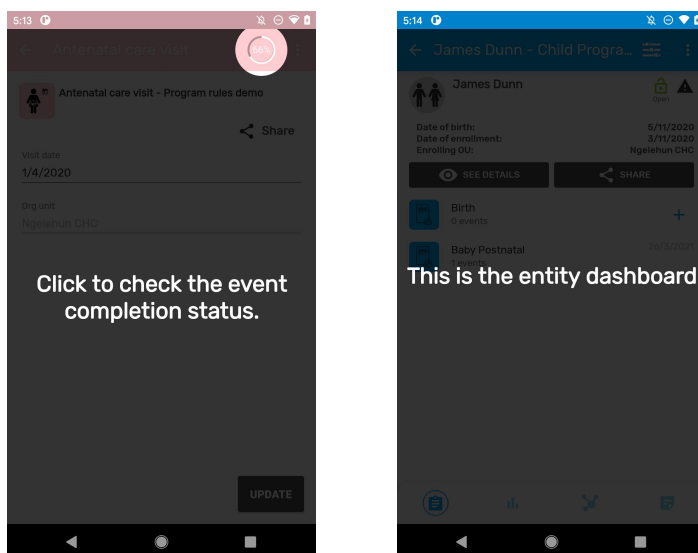 5:13
Antenatal care visit
66%
Antenatal care visit - Program rules demo
Share
Visit date
1/4/2020
Org unit
Ngelehun CHC
Click to check the event
completion status.
UPDATE
5:14
James Dunn - Child Progra...
James Dunn
Open
Date of birth: 5/11/2020
Date of enrollment: 3/11/2020
Enrolling OU: Ngelehun CHC
SEE DETAILS
SHARE
Birth
0 events
Baby Postnatal
1 events
This is the entity dashboard